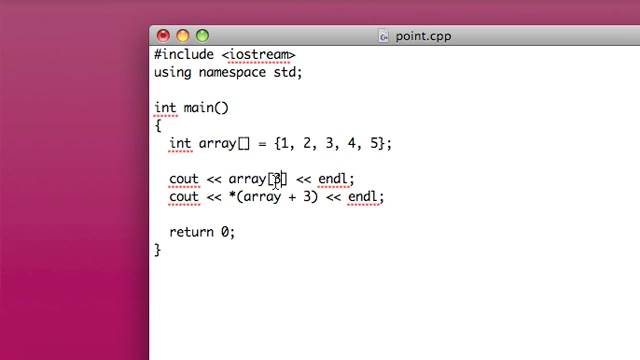 point.cpp
#include <iostream>
using namespace std;
int main()
{
int array[] = {1, 2, 3, 4, 5};
cout << array[3] << endl;
cout << *(array + 3) << endl;
return 0;
}